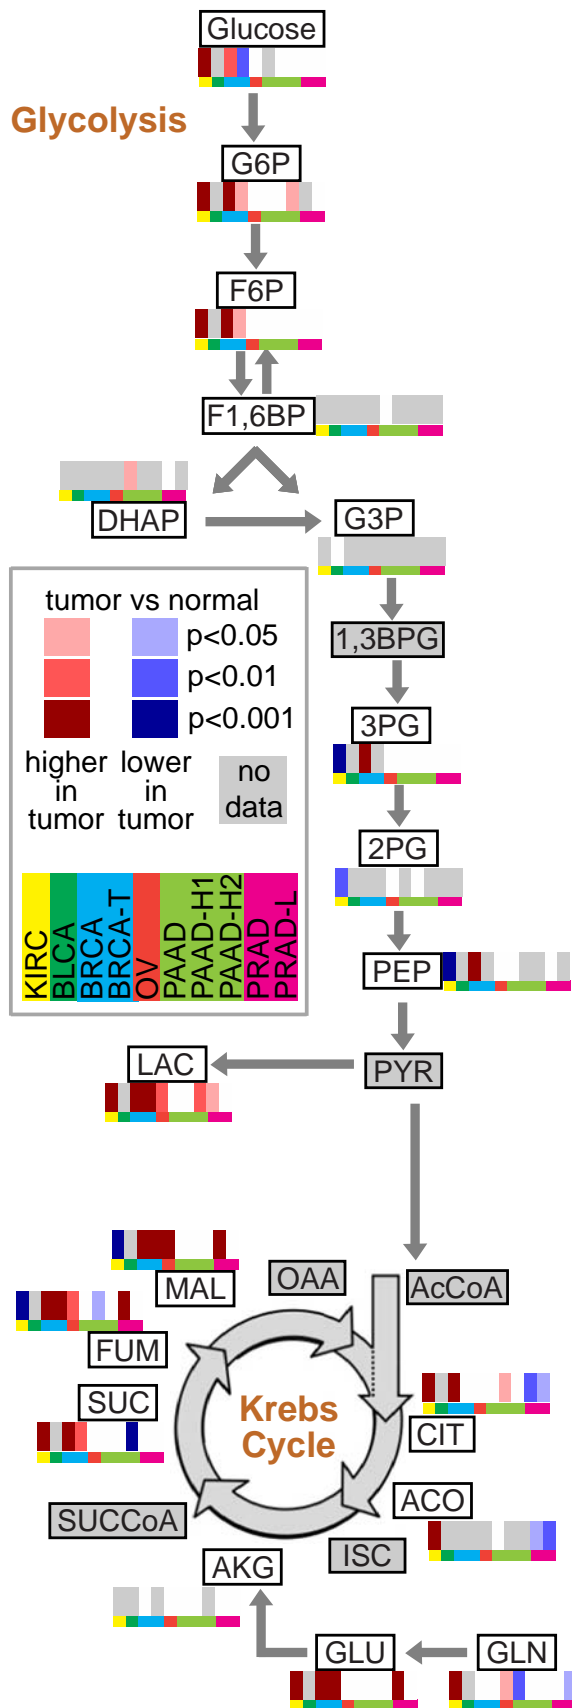 Glucose
Glycolysis
G6P
F6P
F1,6BP
DHAP
G3P
tumor vs normal
p<0.05
p<0.01
p<0.001
higher
in
tumor
lower
in
tumor
no
data
KIRC
BLCA
BRCA
BRCA-T
OV
PAAD
PAAD-H1
PAAD-H2
PRAD
PRAD-L
1,3BPG
3PG
2PG
PEP
LAC
PYR
MAL
OAA
AcCoA
FUM
SUC
Krebs
Cycle
CIT
ACO
SUCCoA
ISC
AKG
GLU
GLN